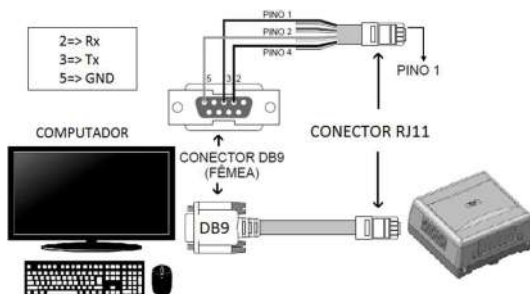 2=> Rx
3=> Tx
5=> GND
PINO 1
PINO 2
PINO 4
PINO 1
5 3 2
COMPUTADOR
CONECTOR DB9
(FÊMEA)
CONECTOR RJ11
DB9